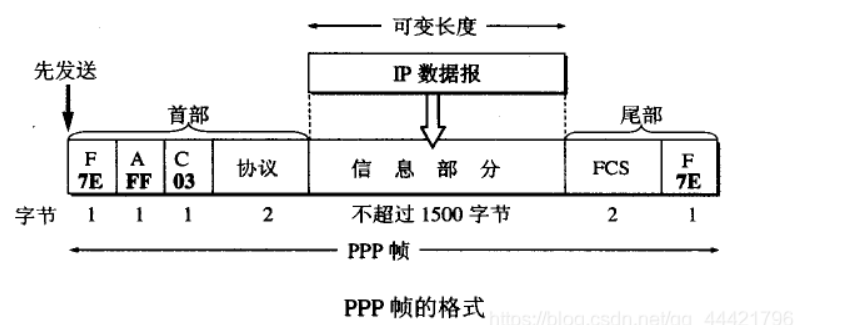 可变长度
先发送
IP 数据报
首部
尾部
F A C 协议 信息部分 FCS F
7E FF 03 7E
字节 1 1 1 2 不超过 1500 字节 2 1
PPP 帧
PPP 帧的格式
https://blog.csdn.net/qq_44421796